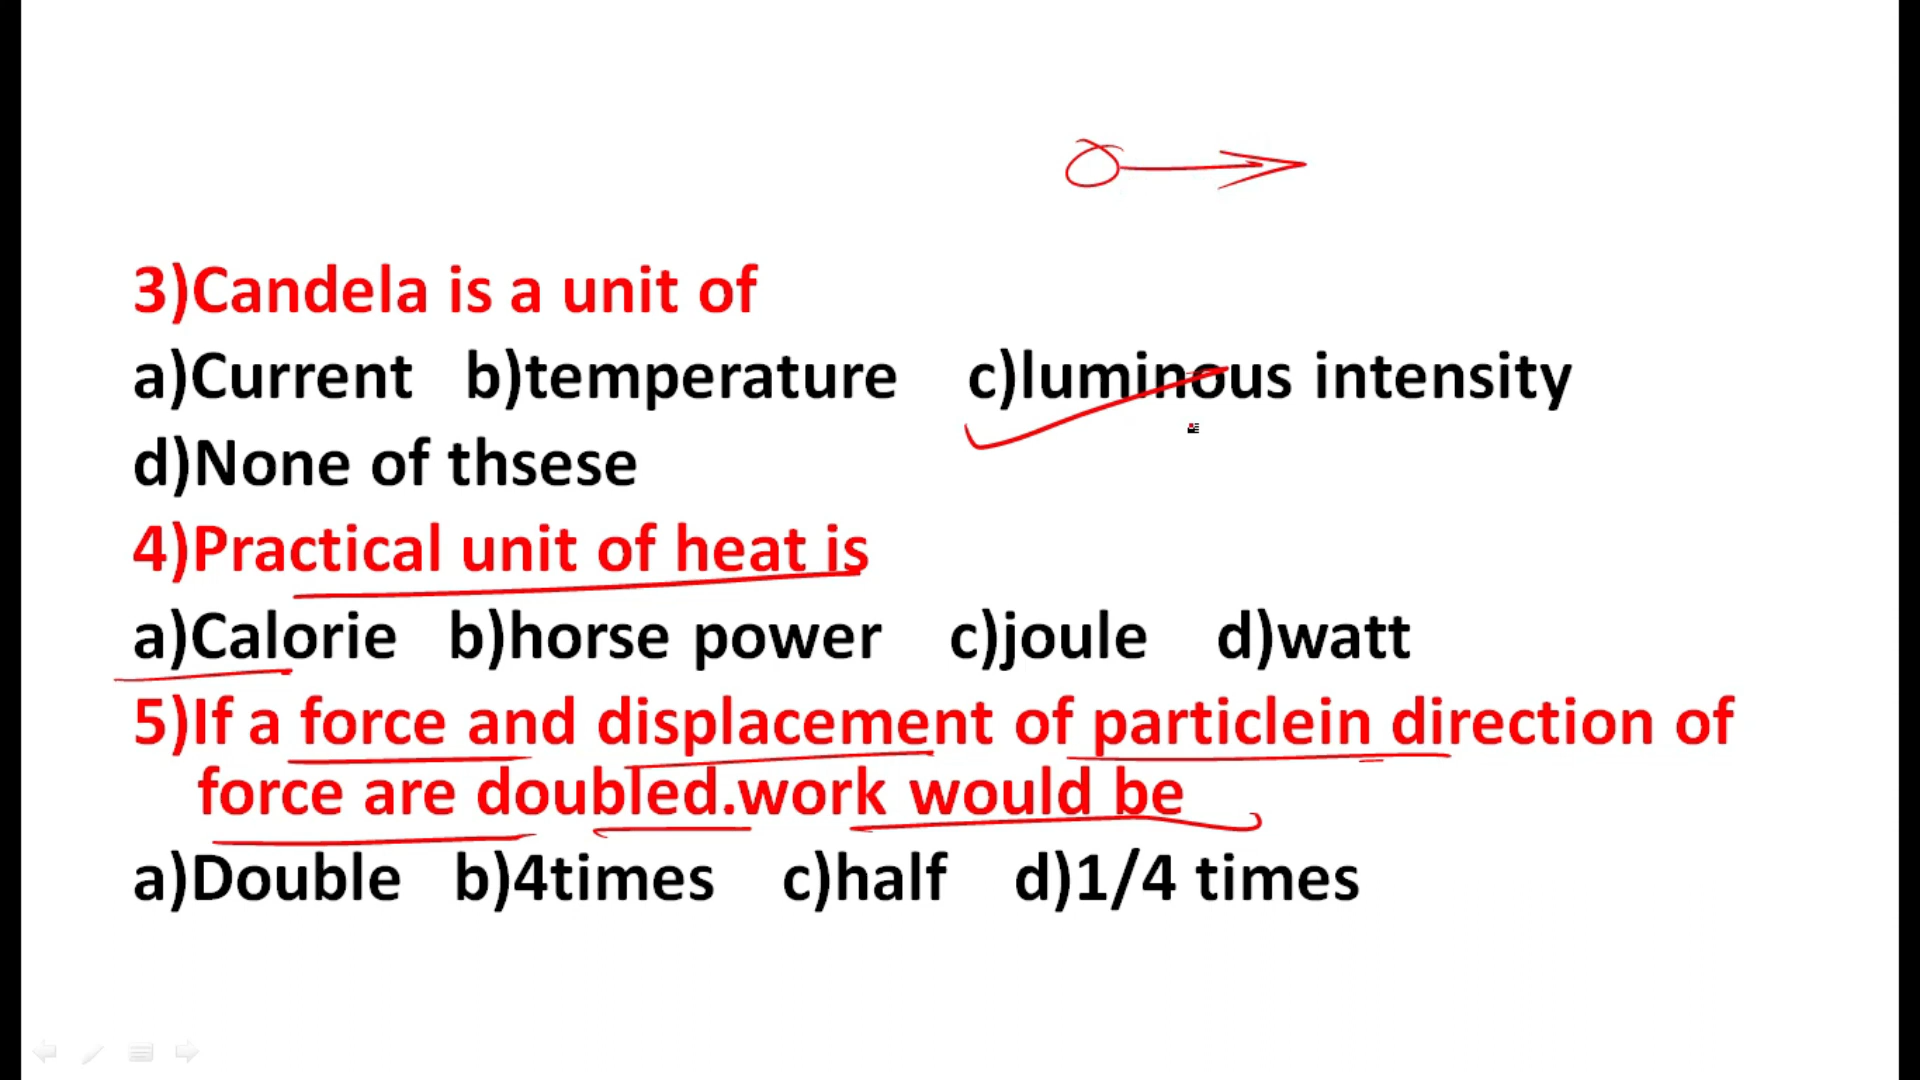 3)Candela is a unit of
a)Current b)temperature c)luminous intensity
d)None of thsese
4)Practical unit of heat is
a)Calorie b)horse power c)joule d)watt
5)If a force and displacement of particlein direction of
force are doubled.work would be
a)Double b)4times c)half d)1/4 times